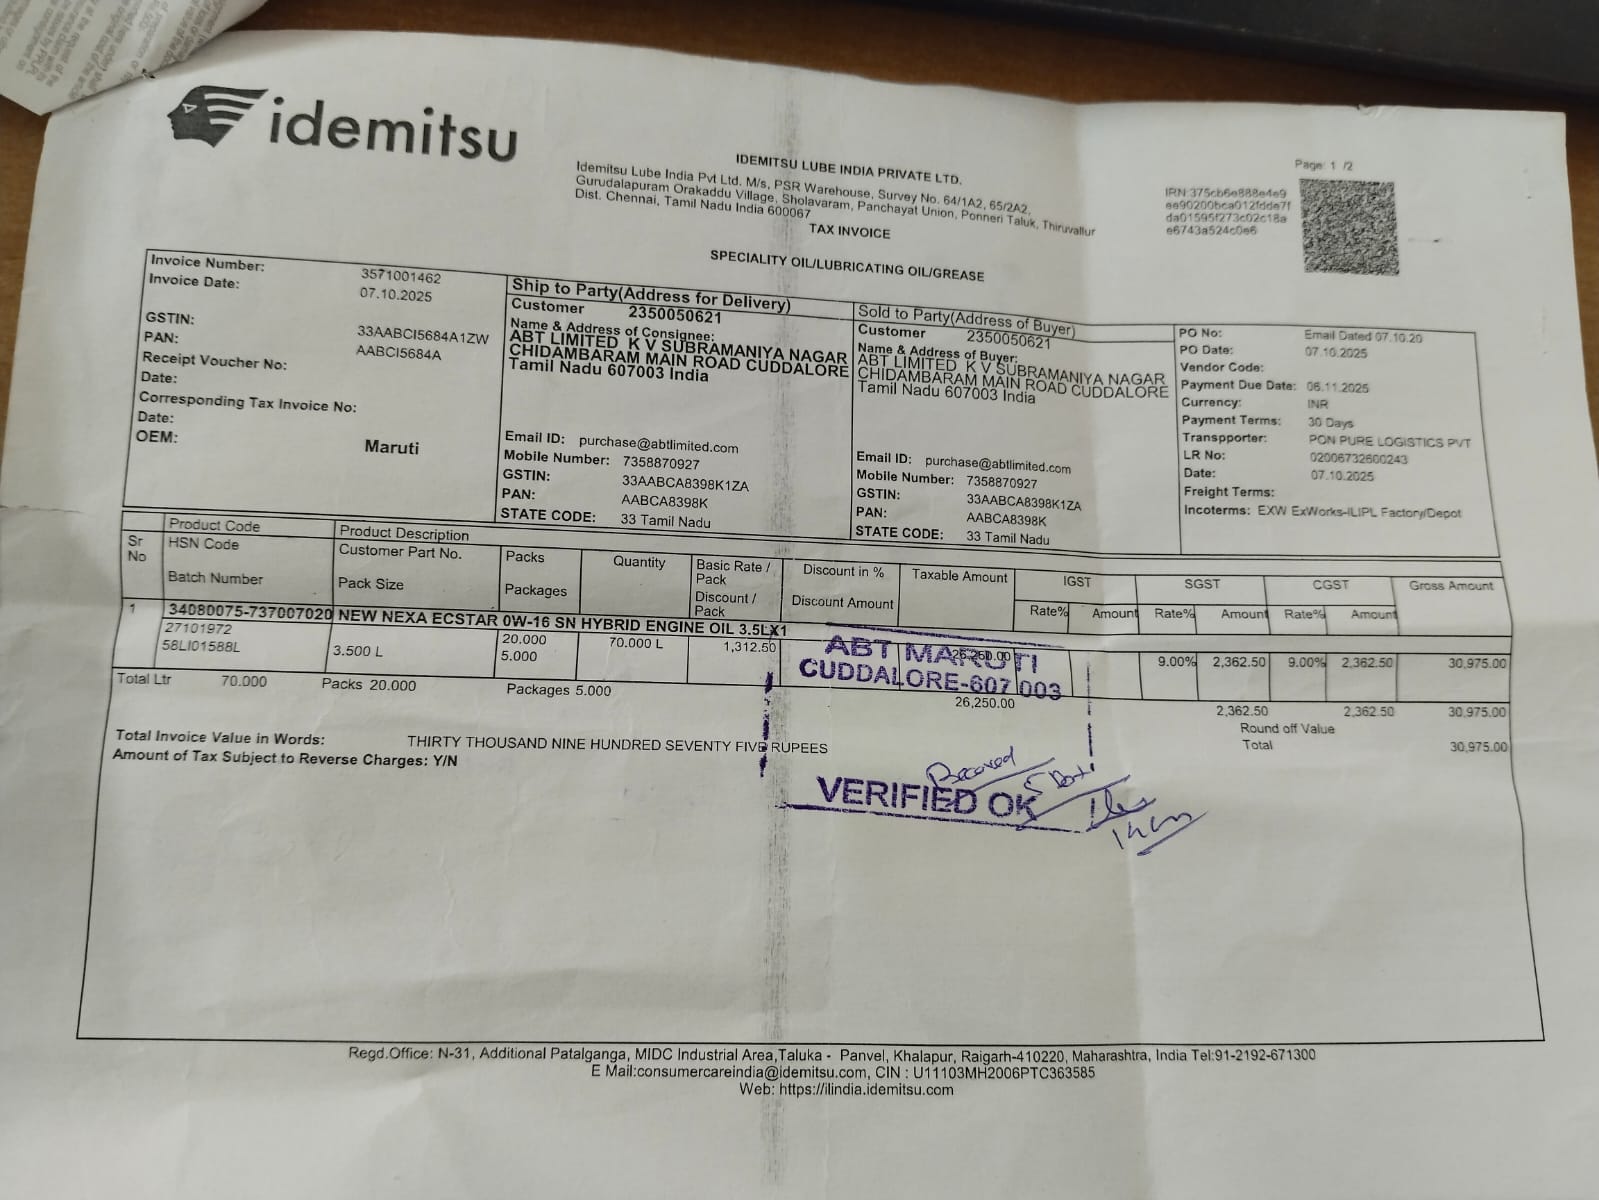 idemitsu
IDEMITSU LUBE INDIA PRIVATE LTD.
Idemitsu Lube India Pvt Ltd. M/s, PSR Warehouse, Survey No. 64/1A2, 65/2A2,
Gurudalapuram Orakaddu Village, Sholavaram, Panchayat Union, Ponneri Taluk, Thiruvallur
Dist. Chennai, Tamil Nadu India 600067
TAX INVOICE
SPECIALITY OIL/LUBRICATING OIL/GREASE
Page: 1 /2
IRN:375cb6e888e4e9
ee90200bca012fdde7f
da01595f273c02c18a
e6743a524c0e6
Invoice Number: 3571001462
Invoice Date: 07.10.2025
GSTIN: 33AABCI5684A1ZW
PAN: AABCI5684A
Receipt Voucher No:
Date:
Corresponding Tax Invoice No:
Date:
OEM: Maruti
Ship to Party(Address for Delivery)
Customer 2350050621
Name & Address of Consignee:
ABT LIMITED K V SUBRAMANIYA NAGAR
CHIDAMBARAM MAIN ROAD CUDDALORE
Tamil Nadu 607003 India
Email ID: purchase@abtlimited.com
Mobile Number: 7358870927
GSTIN: 33AABCA8398K1ZA
PAN: AABCA8398K
STATE CODE: 33 Tamil Nadu
Sold to Party(Address of Buyer)
Customer 2350050621
Name & Address of Buyer:
ABT LIMITED K V SUBRAMANIYA NAGAR
CHIDAMBARAM MAIN ROAD CUDDALORE
Tamil Nadu 607003 India
Email ID: purchase@abtlimited.com
Mobile Number: 7358870927
GSTIN: 33AABCA8398K1ZA
PAN: AABCA8398K
STATE CODE: 33 Tamil Nadu
PO No: Email Dated 07.10.20
PO Date: 07.10.2025
Vendor Code:
Payment Due Date: 06.11.2025
Currency: INR
Payment Terms: 30 Days
Transpporter: PON PURE LOGISTICS PVT
LR No: 02006732600243
Date: 07.10.2025
Freight Terms:
Incoterms: EXW ExWorks-ILIPL Factory/Depot
Sr No
Product Code
HSN Code
Batch Number
Product Description
Customer Part No.
Pack Size
Packs
Packages
Quantity
Basic Rate / Pack
Discount / Pack
Discount in %
Discount Amount
Taxable Amount
IGST
Rate% Amount
SGST
Rate% Amount
CGST
Rate% Amount
Gross Amount
1 34080075-737007020 NEW NEXA ECSTAR 0W-16 SN HYBRID ENGINE OIL 3.5LX1
27101972 20.000 70.000 L 1,312.50 26,250.00 9.00% 2,362.50 9.00% 2,362.50 30,975.00
58LI01588L 3.500 L 5.000
Total Ltr 70.000 Packs 20.000 Packages 5.000 26,250.00 2,362.50 2,362.50 30,975.00
Round off Value
Total 30,975.00
Total Invoice Value in Words: THIRTY THOUSAND NINE HUNDRED SEVENTY FIVE RUPEES
Amount of Tax Subject to Reverse Charges: Y/N
ABT MARUTI
CUDDALORE-607 003
VERIFIED OK
Regd.Office: N-31, Additional Patalganga, MIDC Industrial Area,Taluka - Panvel, Khalapur, Raigarh-410220, Maharashtra, India Tel:91-2192-671300
E Mail:consumercareindia@idemitsu.com, CIN : U11103MH2006PTC363585
Web: https://ilindia.idemitsu.com